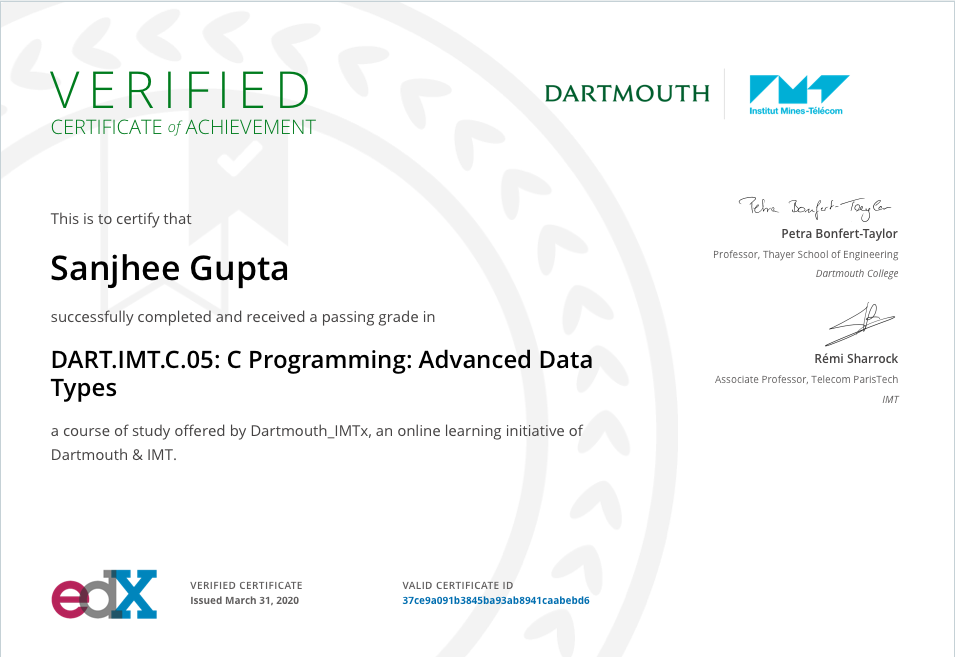 VERIFIED
CERTIFICATE of ACHIEVEMENT
DARTMOUTH
Institut Mines-Télécom
This is to certify that
Sanjhee Gupta
successfully completed and received a passing grade in
DART.IMT.C.05: C Programming: Advanced Data
Types
a course of study offered by Dartmouth_IMTx, an online learning initiative of
Dartmouth & IMT.
Petra Bonfert-Taylor
Petra Bonfert-Taylor
Professor, Thayer School of Engineering
Dartmouth College
Rémi Sharrock
Associate Professor, Telecom ParisTech
IMT
edX
VERIFIED CERTIFICATE
Issued March 31, 2020
VALID CERTIFICATE ID
37ce9a091b3845ba93ab8941caabebd6